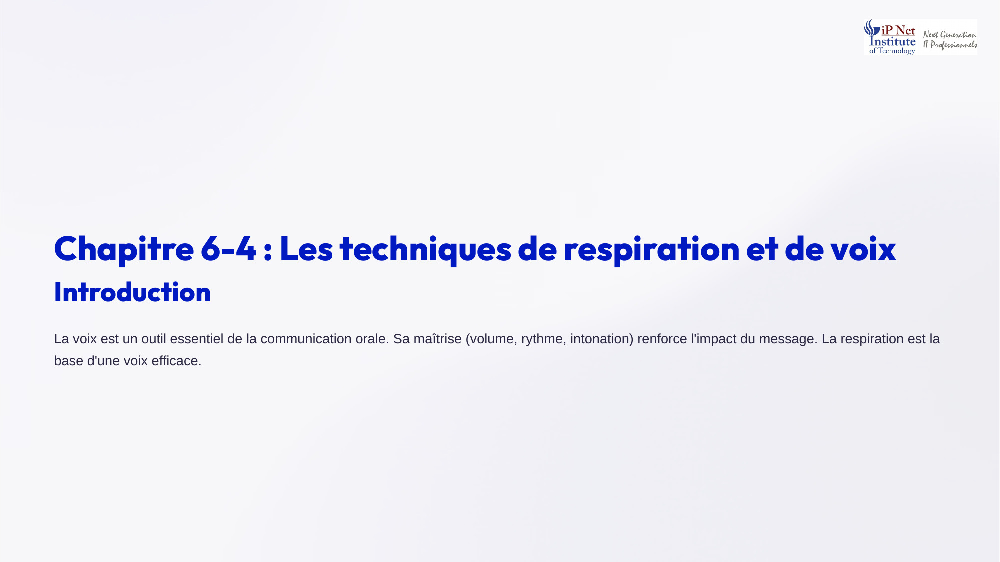 iP Net
Institute
of Technology
Next Generation
IT Professionnels
Chapitre 6-4 : Les techniques de respiration et de voix
Introduction
La voix est un outil essentiel de la communication orale. Sa maîtrise (volume, rythme, intonation) renforce l'impact du message. La respiration est la
base d'une voix efficace.